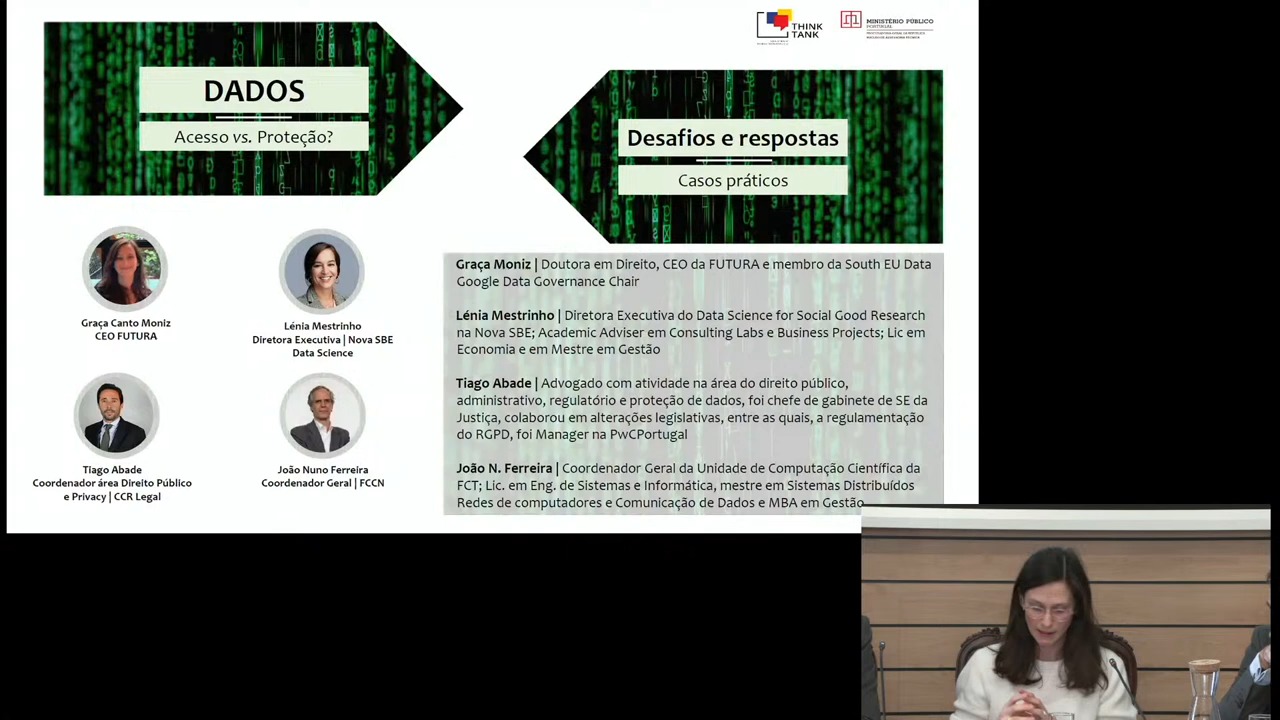 THINK
TANK
MINISTÉRIO PÚBLICO
PORTUGAL
DADOS
Acesso vs. Proteção?
Desafios e respostas
Casos práticos
Graça Canto Moniz
CEO FUTURA
Lénia Mestrinho
Diretora Executiva | Nova SBE
Data Science
Tiago Abade
Coordenador área Direito Público
e Privacy | CCR Legal
João Nuno Ferreira
Coordenador Geral | FCCN
Graça Moniz | Doutora em Direito, CEO da FUTURA e membro da South EU Data
Google Data Governance Chair
Lénia Mestrinho | Diretora Executiva do Data Science for Social Good Research
na Nova SBE; Academic Adviser em Consulting Labs e Business Projects; Lic em
Economia e em Mestre em Gestão
Tiago Abade | Advogado com atividade na área do direito público,
administrativo, regulatório e proteção de dados, foi chefe de gabinete de SE da
Justiça, colaborou em alterações legislativas, entre as quais, a regulamentação
do RGPD, foi Manager na PwCPortugal
João N. Ferreira | Coordenador Geral da Unidade de Computação Científica da
FCT; Lic. em Eng. de Sistemas e Informática, mestre em Sistemas Distribuídos
Redes de computadores e Comunicação de Dados e MBA em Gestão